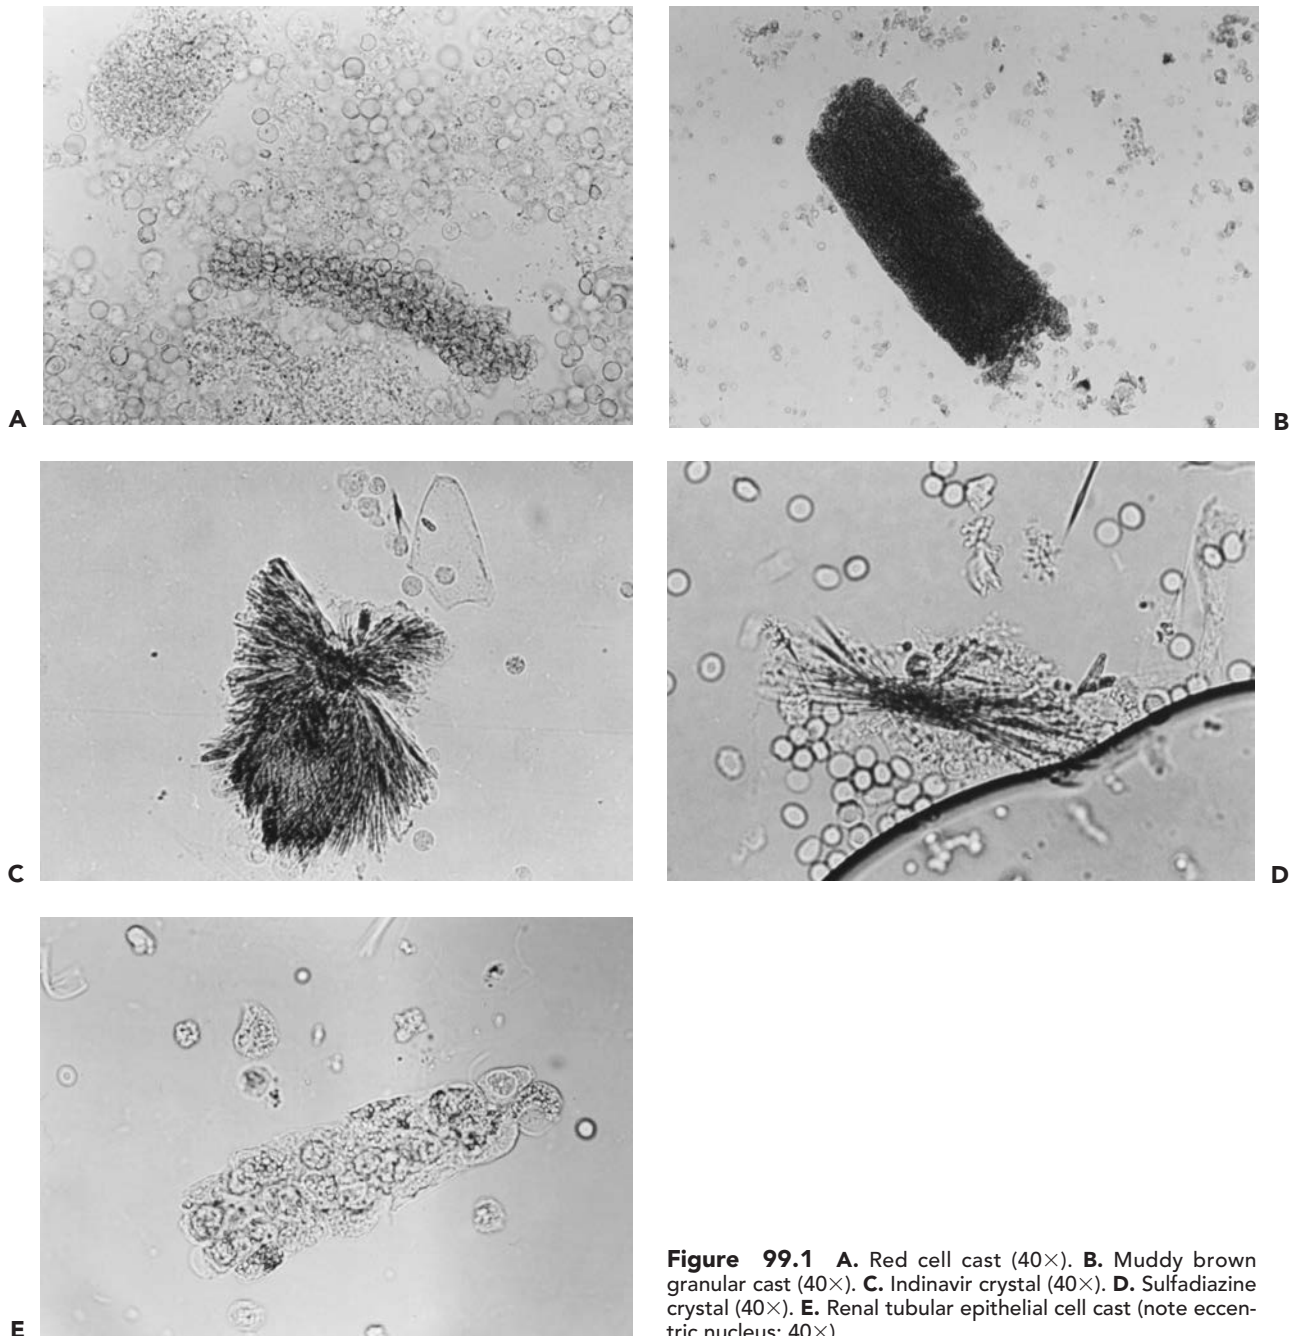 A
B
C
D
E
Figure 99.1 A. Red cell cast (40×). B. Muddy brown
granular cast (40×). C. Indinavir crystal (40×). D. Sulfadiazine
crystal (40×). E. Renal tubular epithelial cell cast (note eccen-
tric nucleus; 40×)